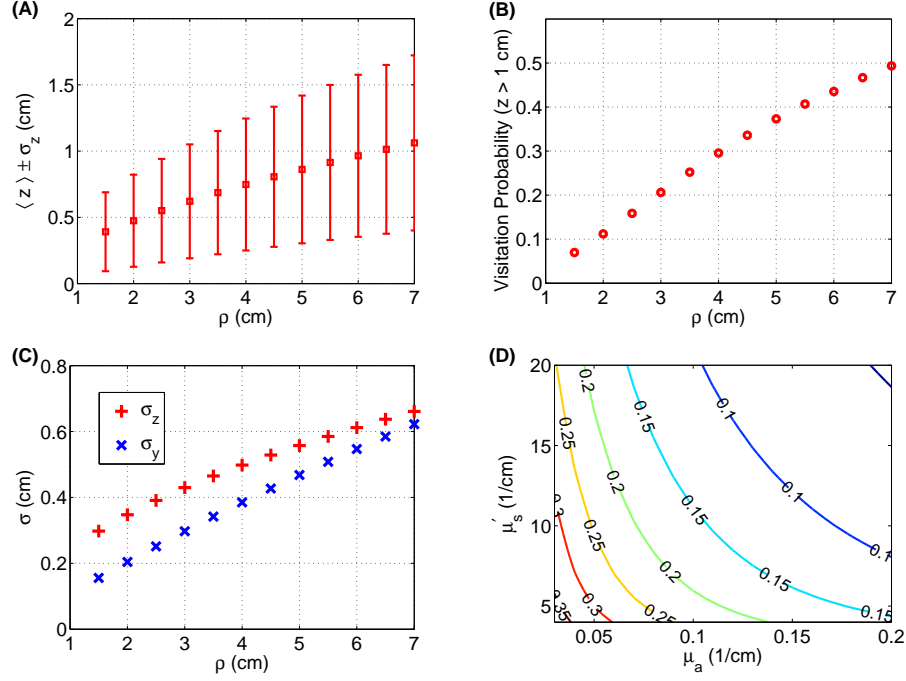 (A)
⟨ z ⟩ ± σz (cm)
2
1.5
1
0.5
0
1 2 3 4 5 6 7
ρ (cm)
(B)
Visitation Probability (z > 1 cm)
0.5
0.4
0.3
0.2
0.1
0
1 2 3 4 5 6 7
ρ (cm)
(C)
σ (cm)
0.8
0.6
0.4
0.2
0
σz
σy
1 2 3 4 5 6 7
ρ (cm)
(D)
μs′ (1/cm)
20
15
10
5
0.2
0.15
0.1
0.25
0.1
0.2
0.15
0.3
0.25
0.2
0.15
0.1
0.35
0.3
0.25
0.15
0.05 0.1 0.15 0.2
μa (1/cm)